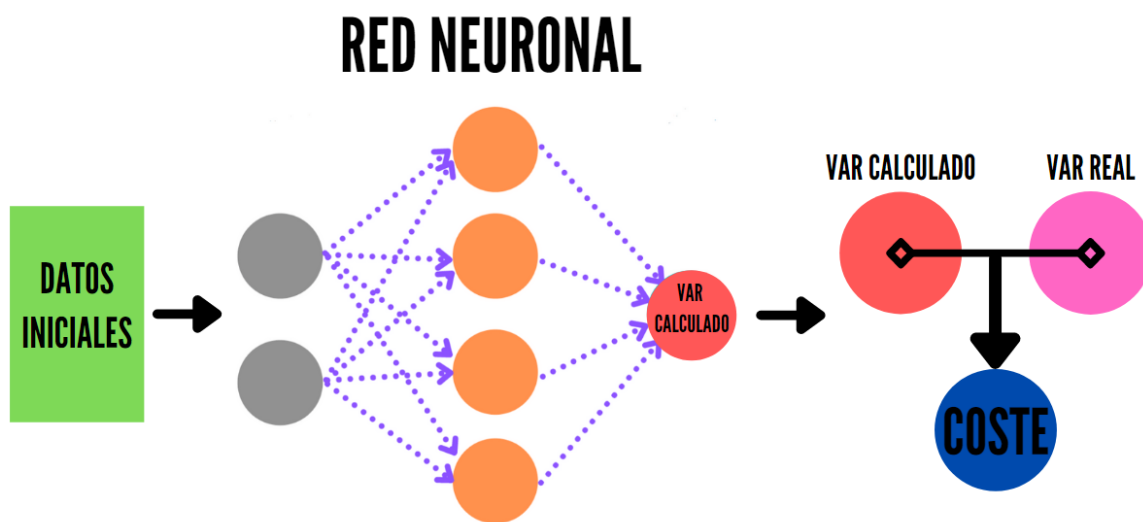 RED NEURONAL
DATOS
INICIALES
VAR
CALCULADO
VAR CALCULADO
VAR REAL
COSTE